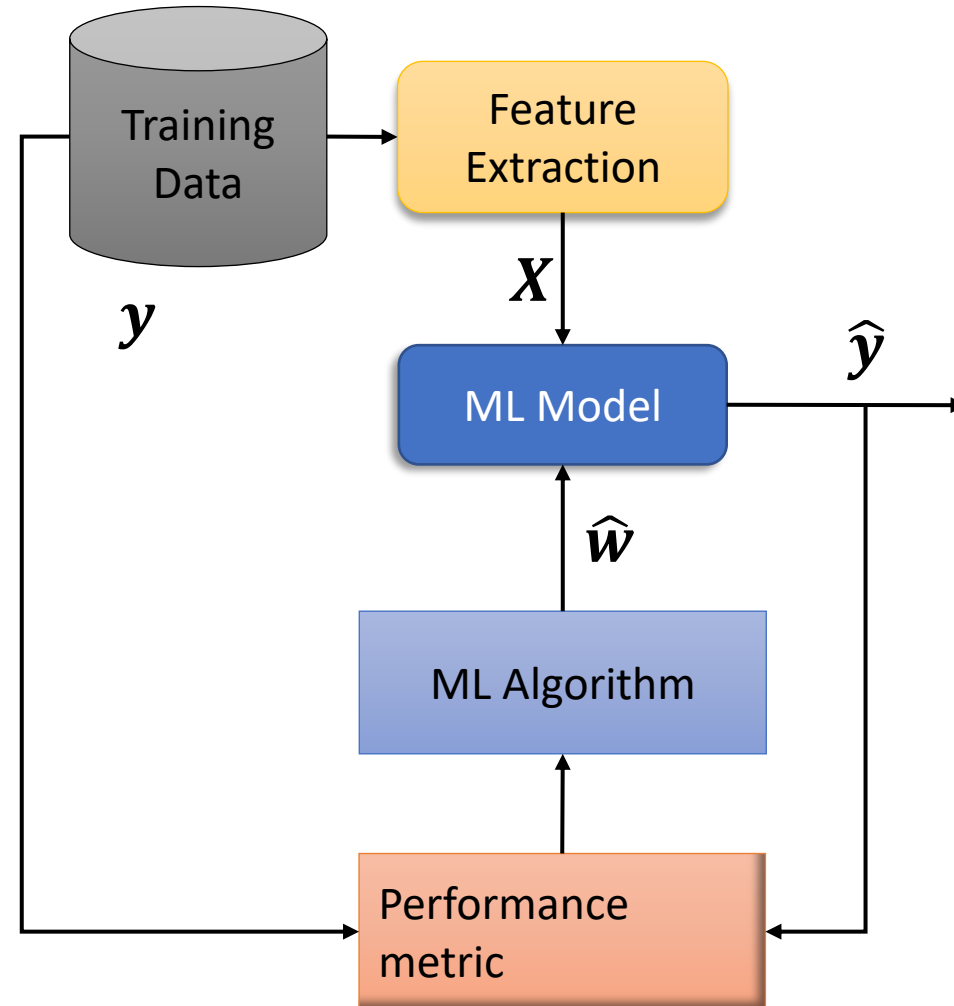 Training
Data
Feature
Extraction
X
y
ŷ
ML Model
ŵ
ML Algorithm
Performance
metric